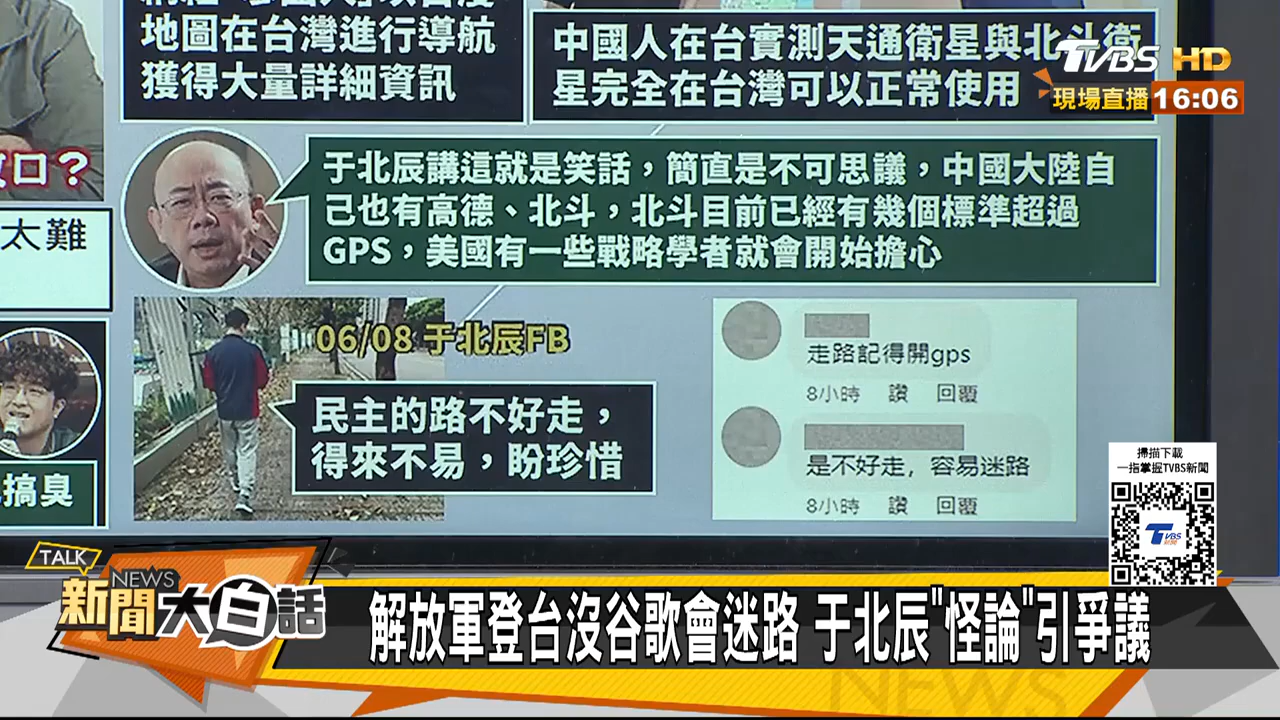 地圖在台灣進行導航
獲得大量詳細資訊
中國人在台實測天通衛星與北斗衛
星完全在台灣可以正常使用
TVBS HD
現場直播 16:06
口？
太難
于北辰講這就是笑話，簡直是不可思議，中國大陸自
己也有高德、北斗，北斗目前已經有幾個標準超過
GPS，美國有一些戰略學者就會開始擔心
06/08 于北辰FB
民主的路不好走，
得來不易，盼珍惜
走路記得開gps
8小時 讚 回覆
是不好走，容易迷路
8小時 讚 回覆
搞臭
掃描下載
一指掌握TVBS新聞
TVBS
TALK
NEWS
新聞大白話
解放軍登台沒谷歌會迷路 于北辰"怪論"引爭議
NEWS